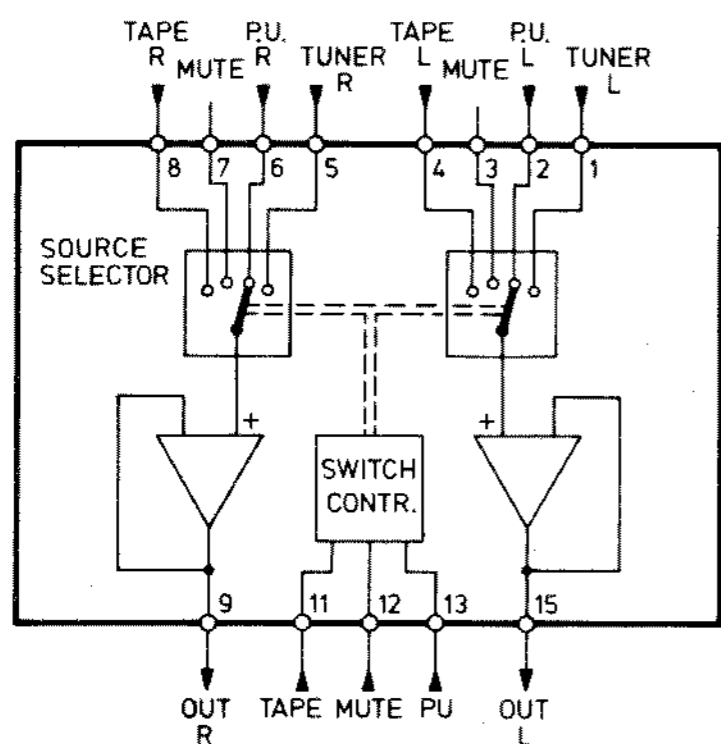 TAPE P.U. TAPE P.U.
R MUTE R TUNER L MUTE L TUNER
R L
8 7 6 5 4 3 2 1
SOURCE
SELECTOR
+ +
SWITCH
CONTR.
9 11 12 13 15
OUT TAPE MUTE PU OUT
R L